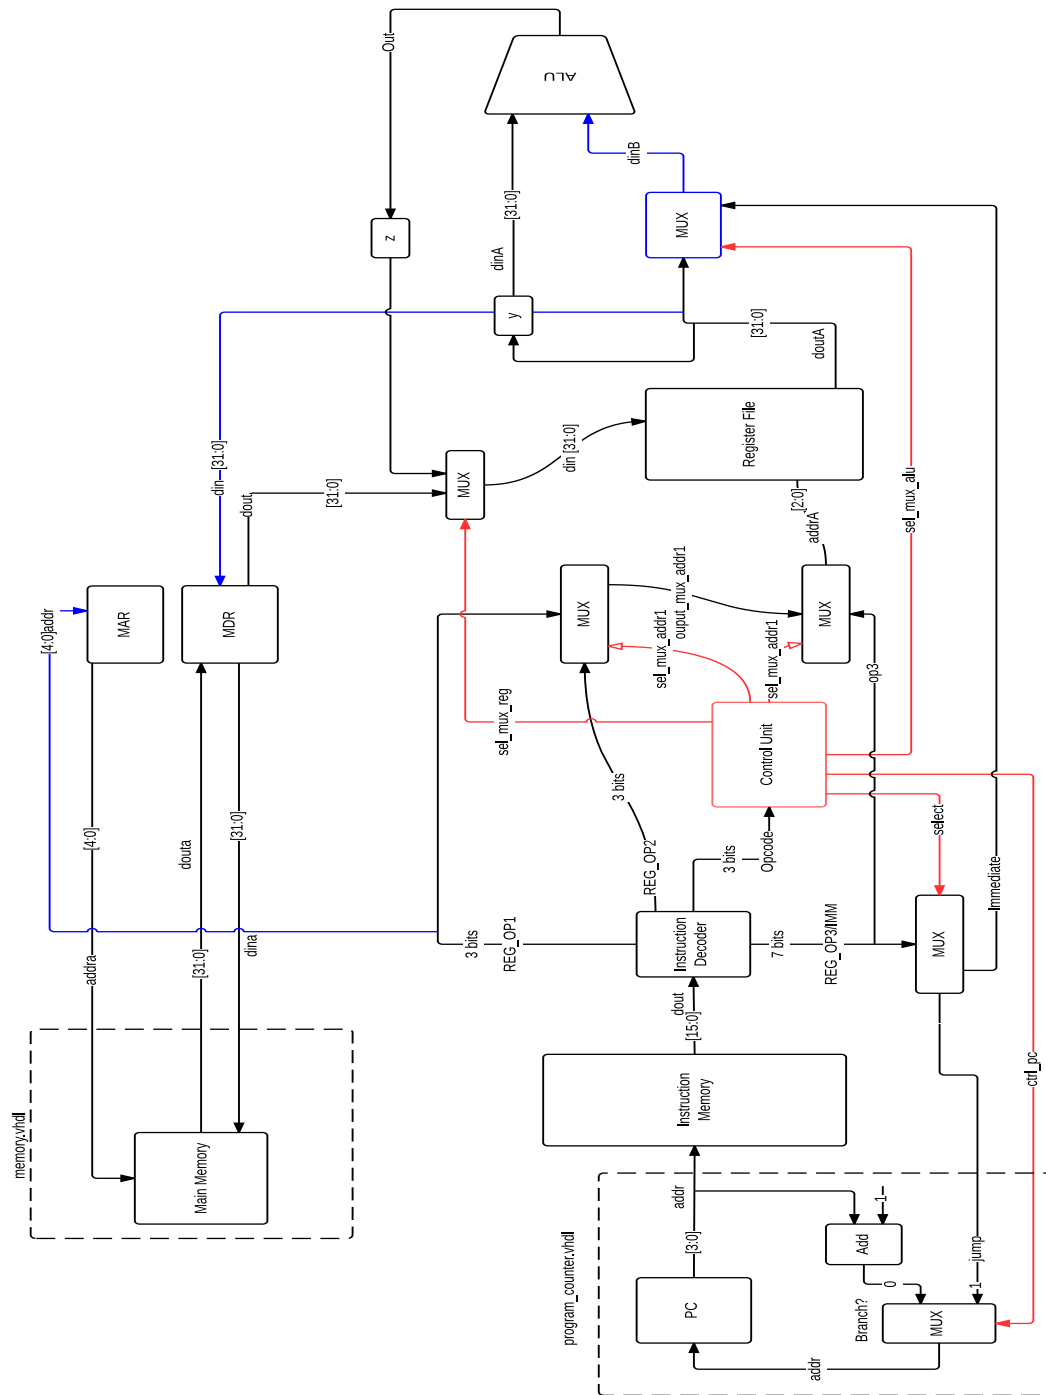 Out
ALU
dinB
[31:0]
MUX
z
dinA
y
[31:0]
doutA
[31:0]
din
dout
[31:0]
MUX
din [31:0]
Register File
[2:0]
addrA
sel_mux_alu
[4:0]addr
MAR
MDR
MUX
ouput_mux_addr1
sel_mux_addr1
MUX
sel_mux_addr1
op3
sel_mux_reg
Control Unit
3 bits
[4:0]
[31:0]
douta
select
3 bits
Opcode
REG_OP2
Immediate
3 bits
REG_OP1
Instruction
Decoder
7 bits
REG_OP3/IMM
MUX
addra
[31:0]
dina
dout
[15:0]
ctrl_pc
memory.vhdl
Main Memory
Instruction
Memory
program_counter.vhdl
addr
[3:0]
1
Add
jump
PC
0
1
Branch?
MUX
addr